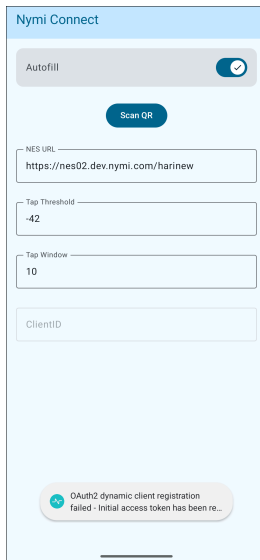 Nymi Connect
Autofill
Scan QR
NES URL
https://nes02.dev.nymi.com/harinew
Tap Threshold
-42
Tap Window
10
ClientID
OAuth2 dynamic client registration
failed - Initial access token has been re...